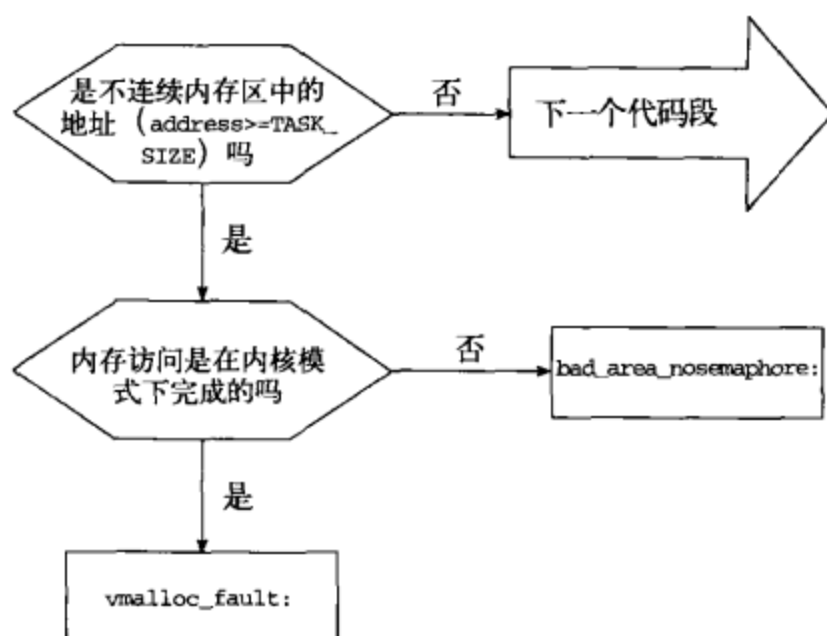 是不连续内存区中的
地址（address>=TASK_
SIZE）吗
否
下一个代码段
是
内存访问是在内核模
式下完成的吗
否
bad_area_nosemaphore:
是
vmalloc_fault: